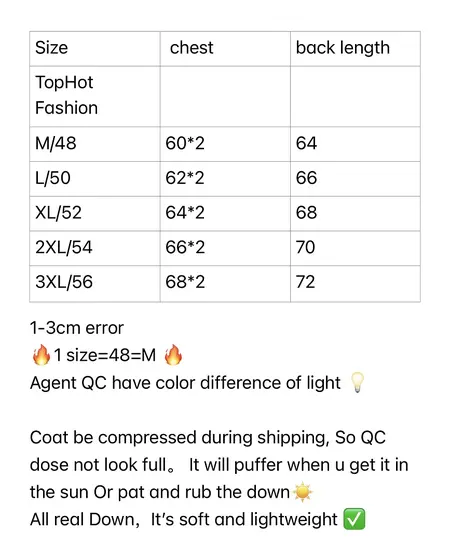 Size chest back length
TopHot
Fashion
M/48 60*2 64
L/50 62*2 66
XL/52 64*2 68
2XL/54 66*2 70
3XL/56 68*2 72
1-3cm error
🔥1 size=48=M 🔥
Agent QC have color difference of light 💡
Coat be compressed during shipping, So QC
dose not look full。 It will puffer when u get it in
the sun Or pat and rub the down☀️
All real Down，It’s soft and lightweight ✅